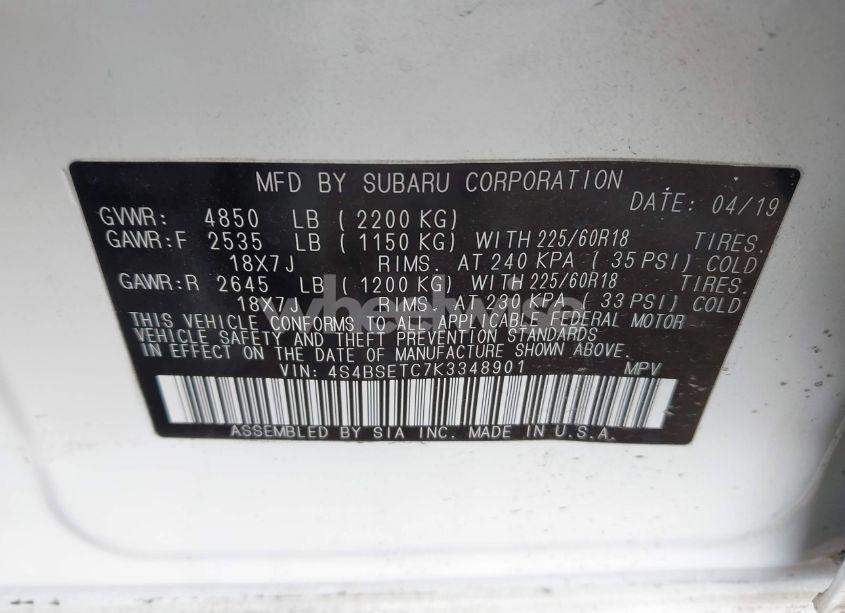 MFD BY SUBARU CORPORATION DATE: 04/19
GVWR: 4850 LB (2200 KG)
GAWR:F 2535 LB (1150 KG) WITH 225/60R18 TIRES.
18X7J RIMS. AT 240 KPA (35 PSI) COLD
GAWR:R 2645 LB (1200 KG) WITH 225/60R18 TIRES.
18X7J RIMS. AT 230 KPA (33 PSI) COLD
THIS VEHICLE CONFORMS TO ALL APPLICABLE FEDERAL MOTOR
VEHICLE SAFETY AND THEFT PREVENTION STANDARDS
IN EFFECT ON THE DATE OF MANUFACTURE SHOWN ABOVE.
VIN: 4S4BSETC7K3348901 MPV
ASSEMBLED BY SIA INC. MADE IN U.S.A.